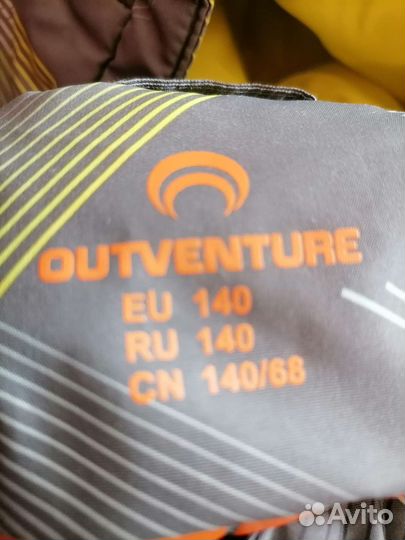 OUTVENTURE
EU 140
RU 140
CN 140/68
Avito